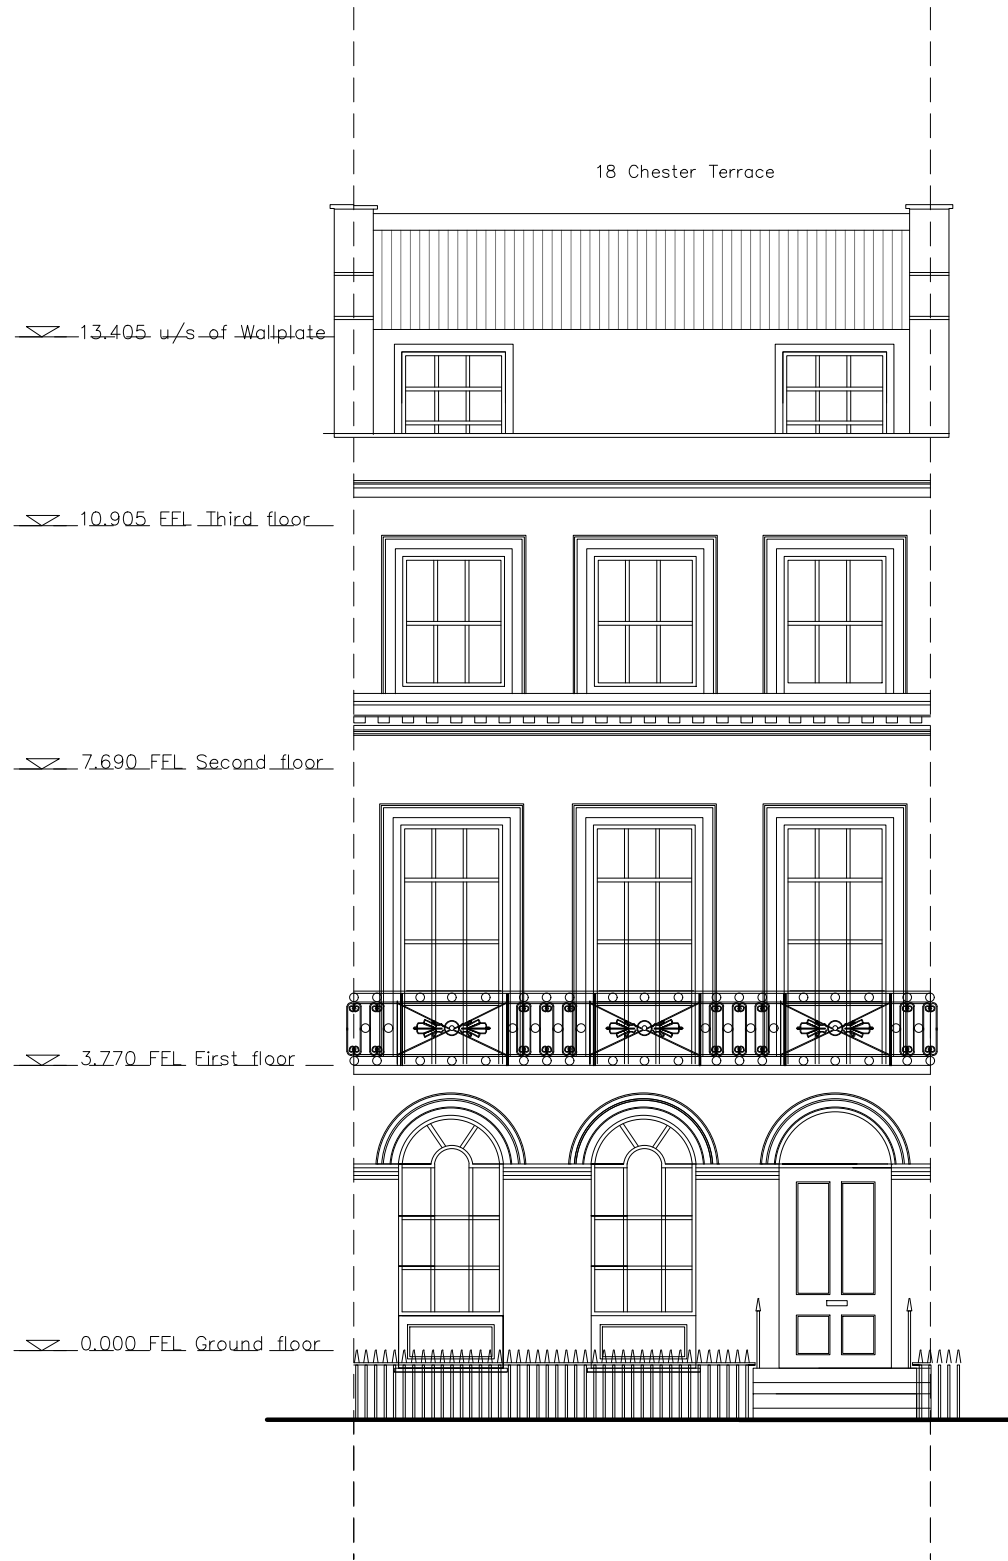 18 Chester Terrace
13.405 u/s of Wallplate
10.905 FFL Third floor
7.690 FFL Second floor
3.770 FFL First floor
0.000 FFL Ground floor